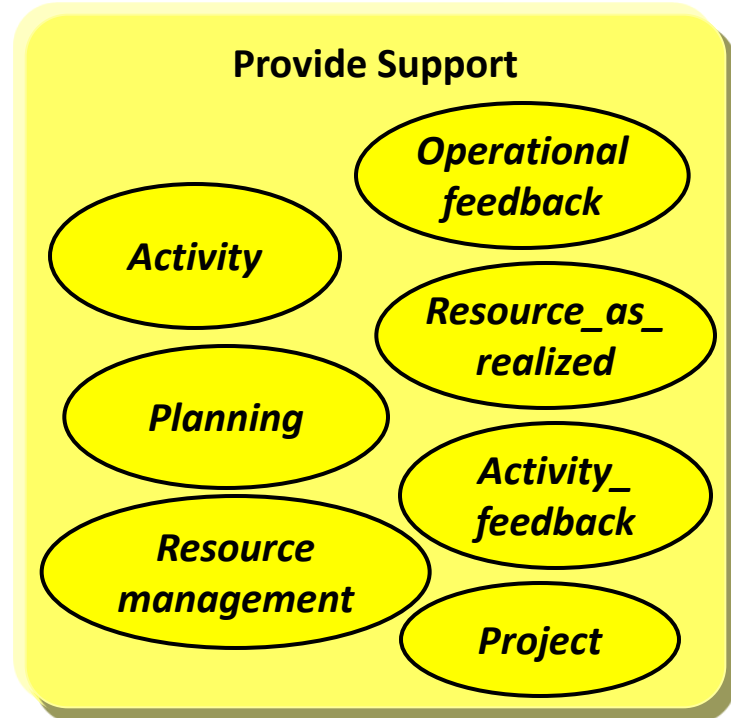 Provide Support
Operational
feedback
Activity
Resource_as_
realized
Planning
Activity_
feedback
Resource
management
Project